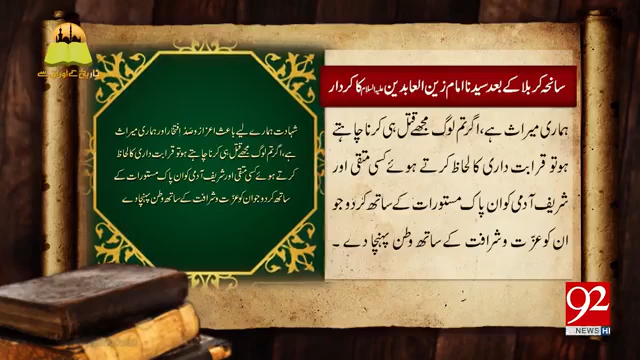 تاریخ کے اوراق سے
سانحہ کربلا کے بعد سیدنا امام زین العابدین علیہ السلام کا کردار
شہادت ہمارے لیے باعث اعزاز و صد افتخار اور ہماری میراث
ہے، اگر تم لوگ مجھے قتل ہی کرنا چاہتے ہو تو قرابت داری کا لحاظ
کرتے ہوئے کسی متقی اور شریف آدمی کو ان پاک مستورات کے
ساتھ کر دو جو ان کو عزت و شرافت کے ساتھ وطن پہنچا دے
ہماری میراث ہے، اگر تم لوگ مجھے قتل ہی کرنا چاہتے
ہو تو قرابت داری کا لحاظ کرتے ہوئے کسی متقی اور
شریف آدمی کو ان پاک مستورات کے ساتھ کر دو جو
ان کو عزّت و شرافت کے ساتھ وطن پہنچا دے ۔
92
NEWS HD